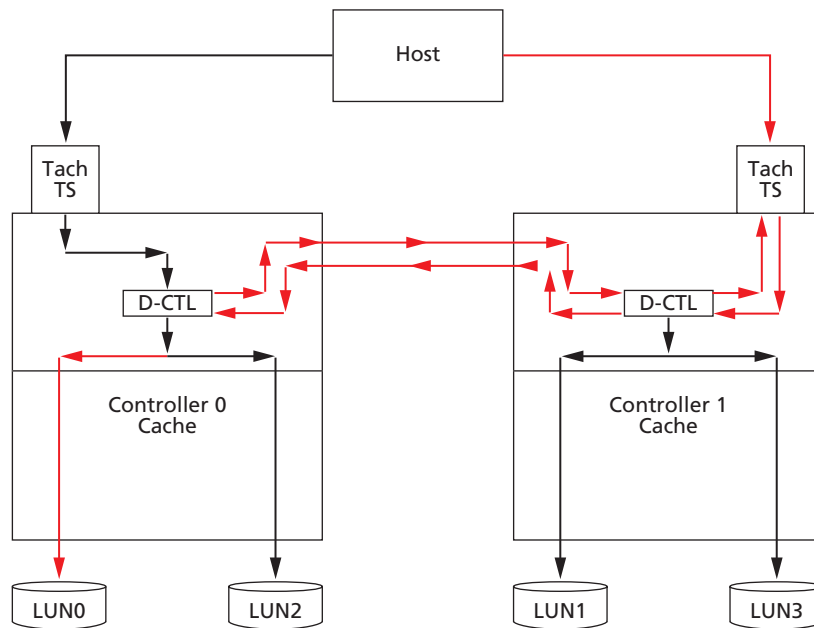 Host
Tach
TS
Tach
TS
D-CTL
D-CTL
Controller 0
Cache
Controller 1
Cache
LUN0
LUN2
LUN1
LUN3